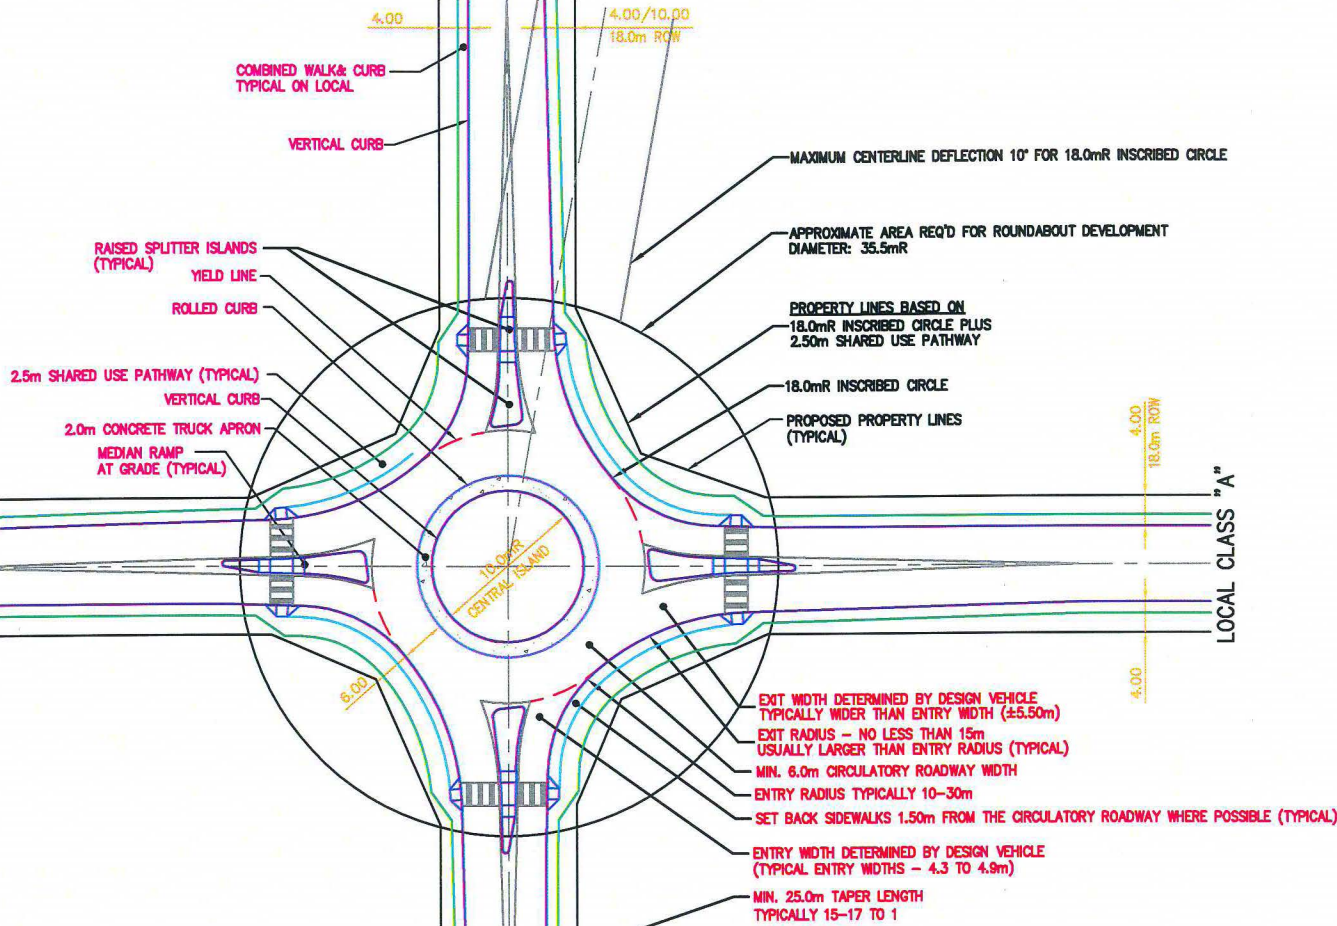 4.00
4.00/10.00
18.0m ROW
COMBINED WALK& CURB
TYPICAL ON LOCAL
VERTICAL CURB
MAXIMUM CENTERLINE DEFLECTION 10° FOR 18.0mR INSCRIBED CIRCLE
APPROXIMATE AREA REQ'D FOR ROUNDABOUT DEVELOPMENT
DIAMETER: 35.5mR
RAISED SPLITTER ISLANDS
(TYPICAL)
YIELD LINE
ROLLED CURB
PROPERTY LINES BASED ON
18.0mR INSCRIBED CIRCLE PLUS
2.50m SHARED USE PATHWAY
2.5m SHARED USE PATHWAY (TYPICAL)
VERTICAL CURB
2.0m CONCRETE TRUCK APRON
MEDIAN RAMP
AT GRADE (TYPICAL)
18.0mR INSCRIBED CIRCLE
PROPOSED PROPERTY LINES
(TYPICAL)
4.00
18.0m ROW
LOCAL CLASS "A"
10.0mR
CENTRAL ISLAND
6.00
4.00
EXIT WIDTH DETERMINED BY DESIGN VEHICLE
TYPICALLY WIDER THAN ENTRY WIDTH (±5.50m)
EXIT RADIUS - NO LESS THAN 15m
USUALLY LARGER THAN ENTRY RADIUS (TYPICAL)
MIN. 6.0m CIRCULATORY ROADWAY WIDTH
ENTRY RADIUS TYPICALLY 10-30m
SET BACK SIDEWALKS 1.50m FROM THE CIRCULATORY ROADWAY WHERE POSSIBLE (TYPICAL)
ENTRY WIDTH DETERMINED BY DESIGN VEHICLE
(TYPICAL ENTRY WIDTHS - 4.3 TO 4.9m)
MIN. 25.0m TAPER LENGTH
TYPICALLY 15-17 TO 1